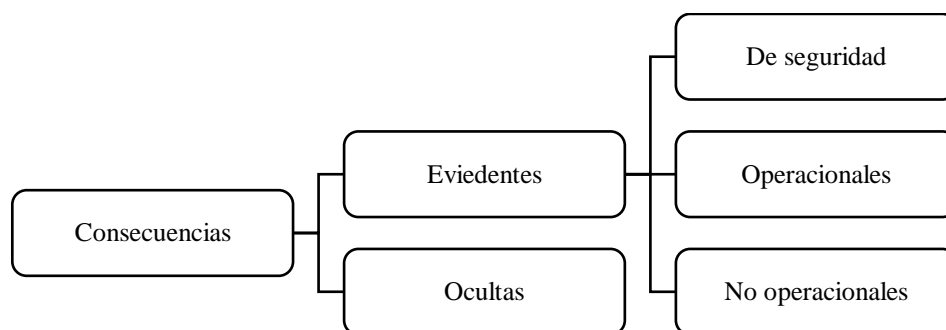 De seguridad
Eviedentes
Operacionales
Consecuencias
Ocultas
No operacionales